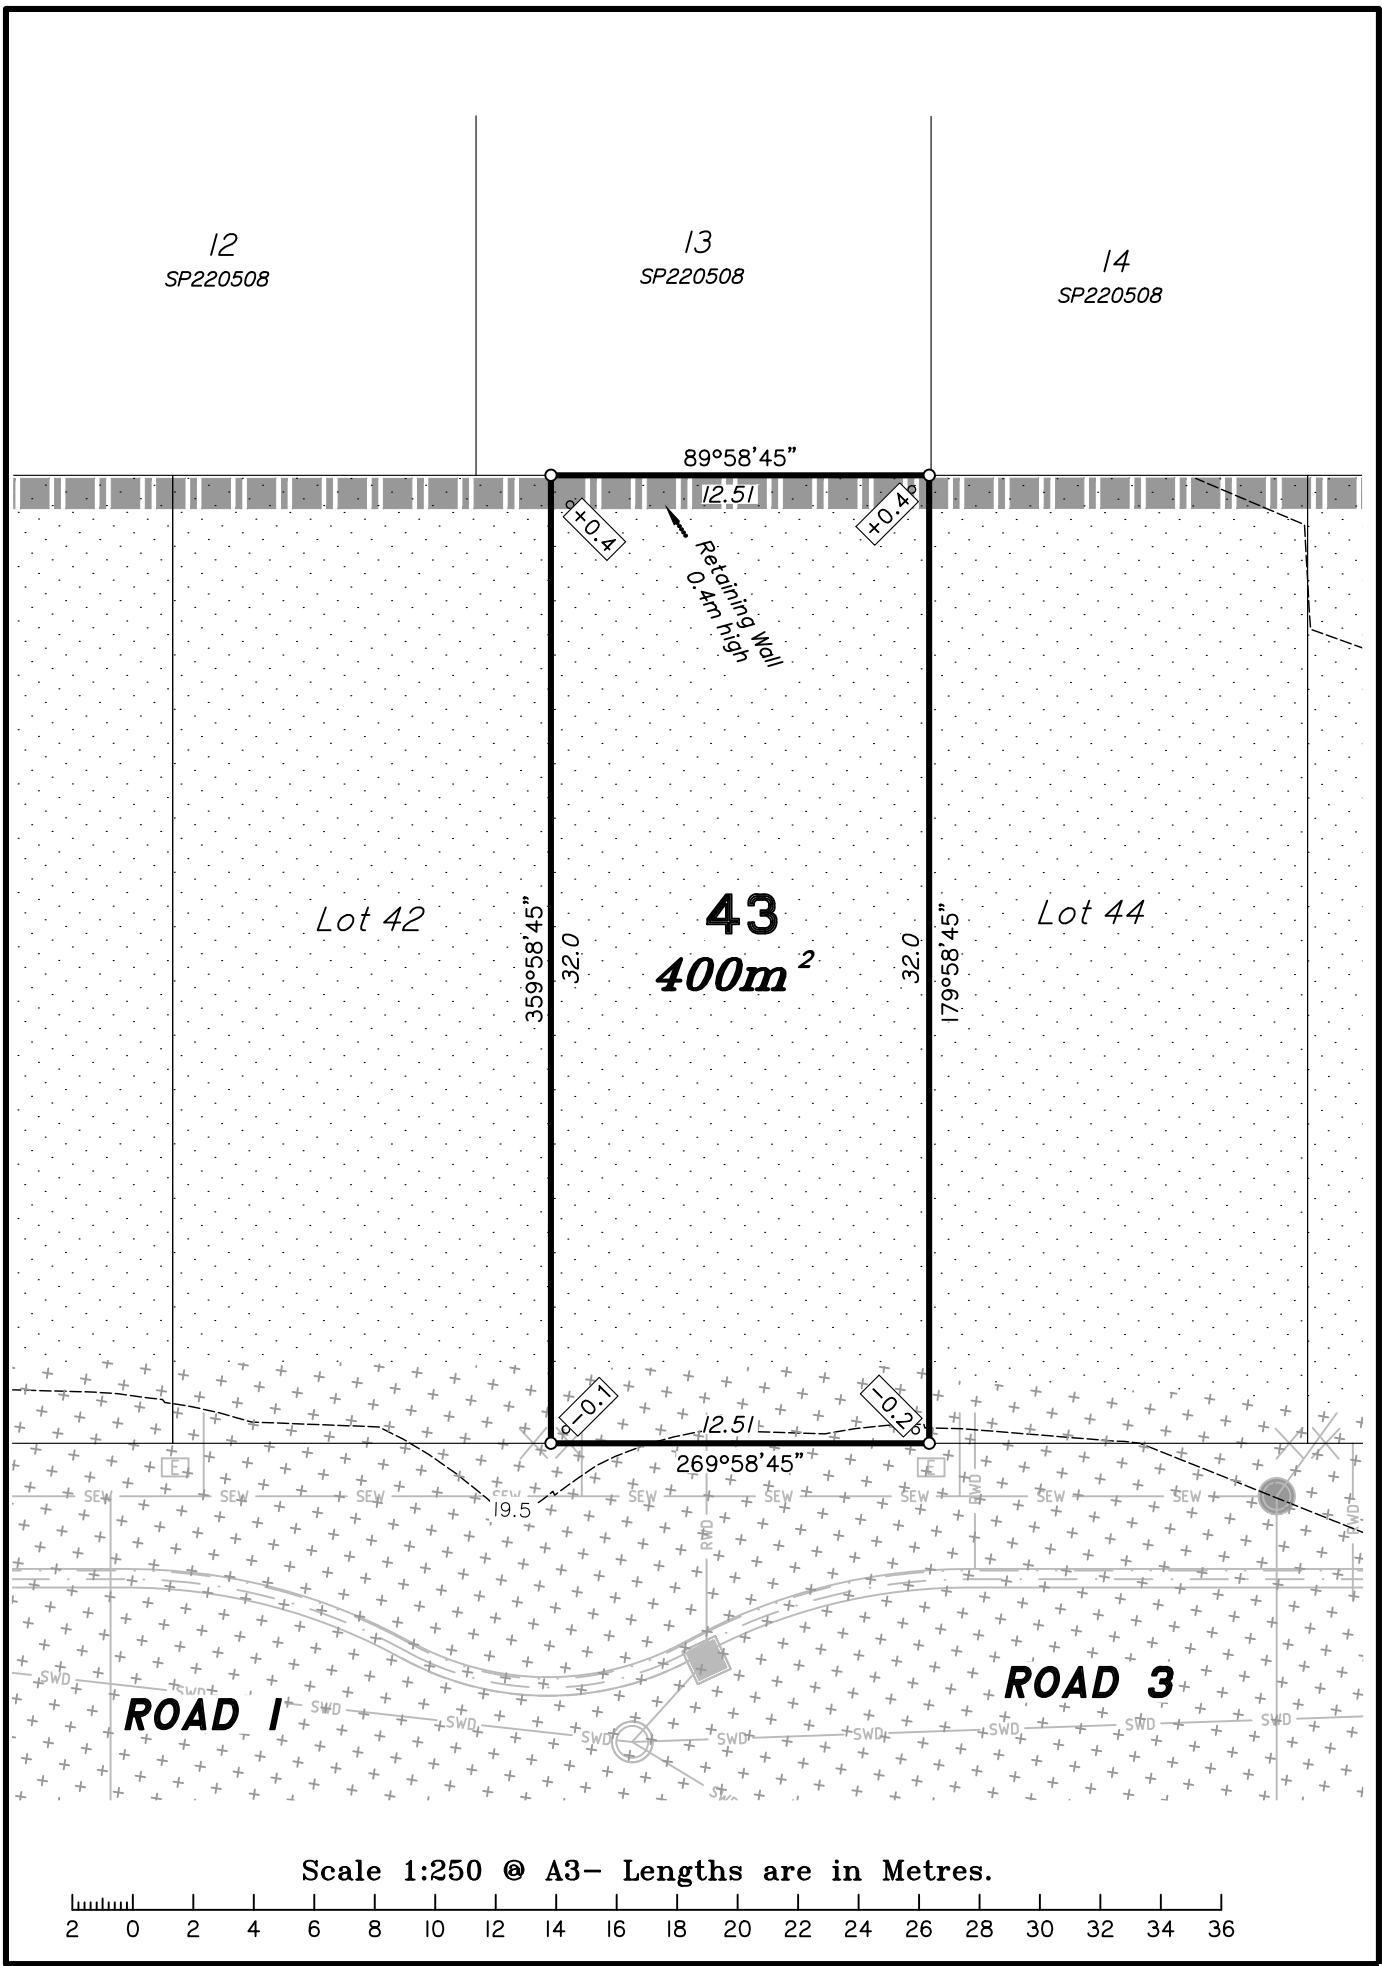 12
SP220508
13
SP220508
14
SP220508
89°58'45"
12.51
+0.4
+0.4
Retaining Wall
0.4m high
Lot 42
359°58'45"
32.0
43
400m²
32.0
179°58'45"
Lot 44
-0.1
12.51
-0.2
269°58'45"
E
E
SEW
SEW
SEW
SEW
SEW
SEW
SEW
SEW
SEW
19.5
RWD
RWD
RWD
SWD
SWD
SWD
SWD
SWD
SWD
SWD
SWD
SWD
SWD
SWD
ROAD 1
ROAD 3
Scale 1:250 @ A3- Lengths are in Metres.
2 0 2 4 6 8 10 12 14 16 18 20 22 24 26 28 30 32 34 36